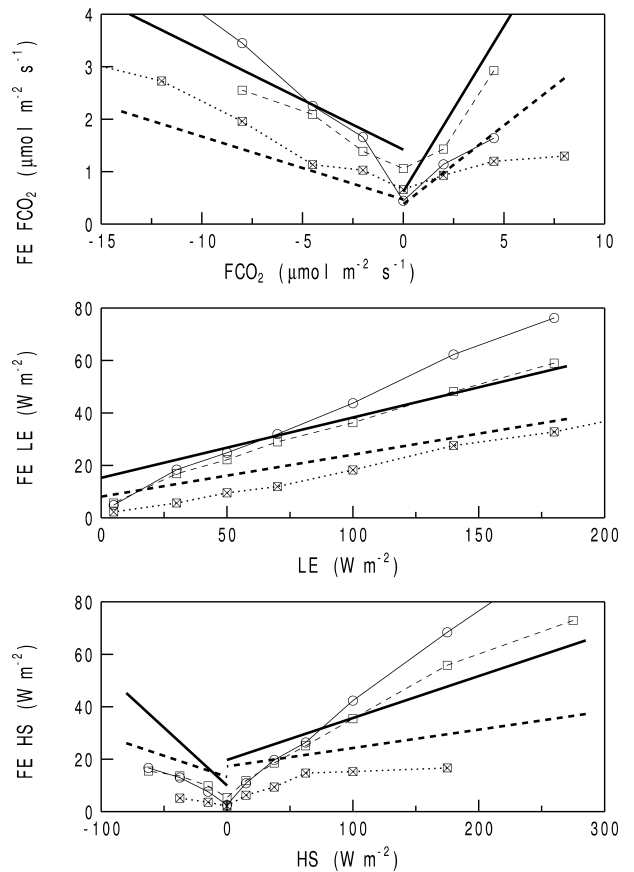 4
3
2
1
0
FE FCO₂ (μmol m⁻² s⁻¹)
-15 -10 -5 0 5 10
FCO₂ (μmol m⁻² s⁻¹)
80
60
40
20
0
FE LE (W m⁻²)
0 50 100 150 200
LE (W m⁻²)
80
60
40
20
0
FE HS (W m⁻²)
-100 0 100 200 300
HS (W m⁻²)